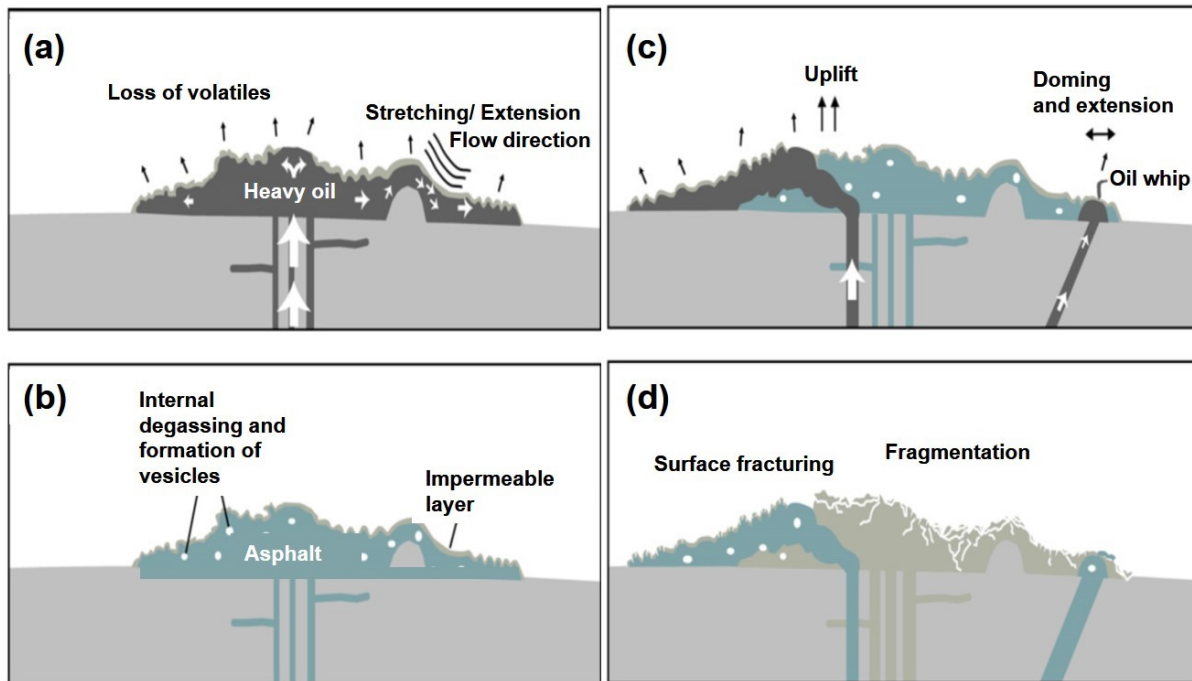 (a)
Loss of volatiles
Stretching/ Extension
Flow direction
Heavy oil
(c)
Uplift
Doming
and extension
Oil whip
(b)
Internal
degassing and
formation of
vesicles
Impermeable
layer
Asphalt
(d)
Surface fracturing
Fragmentation